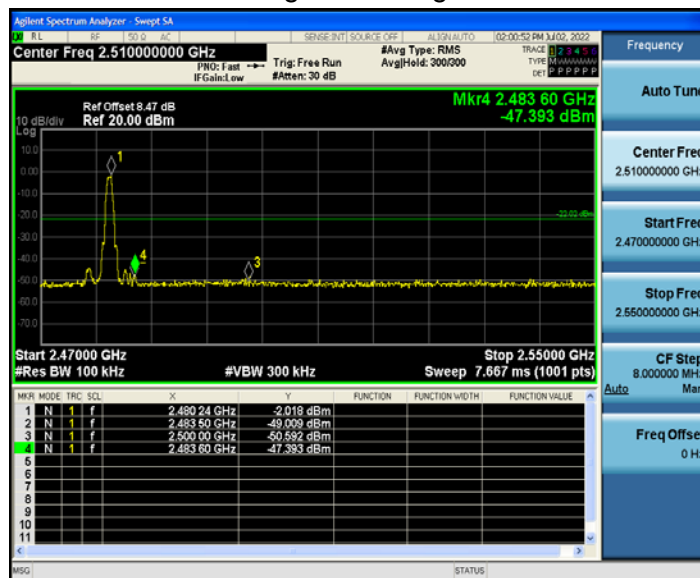 Agilent Spectrum Analyzer - Swept SA
RL RF 50 Ω AC SENSE:INT SOURCE OFF ALIGN AUTO 02:00:52 PM Jul 02, 2022
Center Freq 2.510000000 GHz
PNO: Fast
IFGain:Low
Trig: Free Run
#Atten: 30 dB
#Avg Type: RMS
Avg|Hold: 300/300
TRACE 1 2 3 4 5 6
TYPE M
DET P P P P P P
Ref Offset 8.47 dB
10 dB/div Ref 20.00 dBm
Log
Mkr4 2.483 60 GHz
-47.393 dBm
10.0
0.00
-10.0
-20.0
-30.0
-40.0
-50.0
-60.0
-70.0
1
4
3
-22.02 dBm
Start 2.47000 GHz Stop 2.55000 GHz
#Res BW 100 kHz #VBW 300 kHz Sweep 7.667 ms (1001 pts)
MKR MODE TRC SCL X Y FUNCTION FUNCTION WIDTH FUNCTION VALUE
1 N 1 f 2.480 24 GHz -2.018 dBm
2 N 1 f 2.483 50 GHz -49.009 dBm
3 N 1 f 2.500 00 GHz -50.592 dBm
4 N 1 f 2.483 60 GHz -47.393 dBm
5
6
7
8
9
10
11
MSG STATUS
Frequency
Auto Tune
Center Freq
2.510000000 GHz
Start Freq
2.470000000 GHz
Stop Freq
2.550000000 GHz
CF Step
8.000000 MHz
Auto Man
Freq Offset
0 Hz